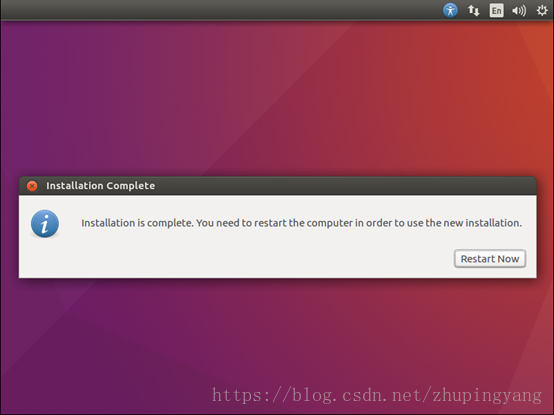 En
Installation Complete
Installation is complete. You need to restart the computer in order to use the new installation.
Restart Now
https://blog.csdn.net/zhupingyang